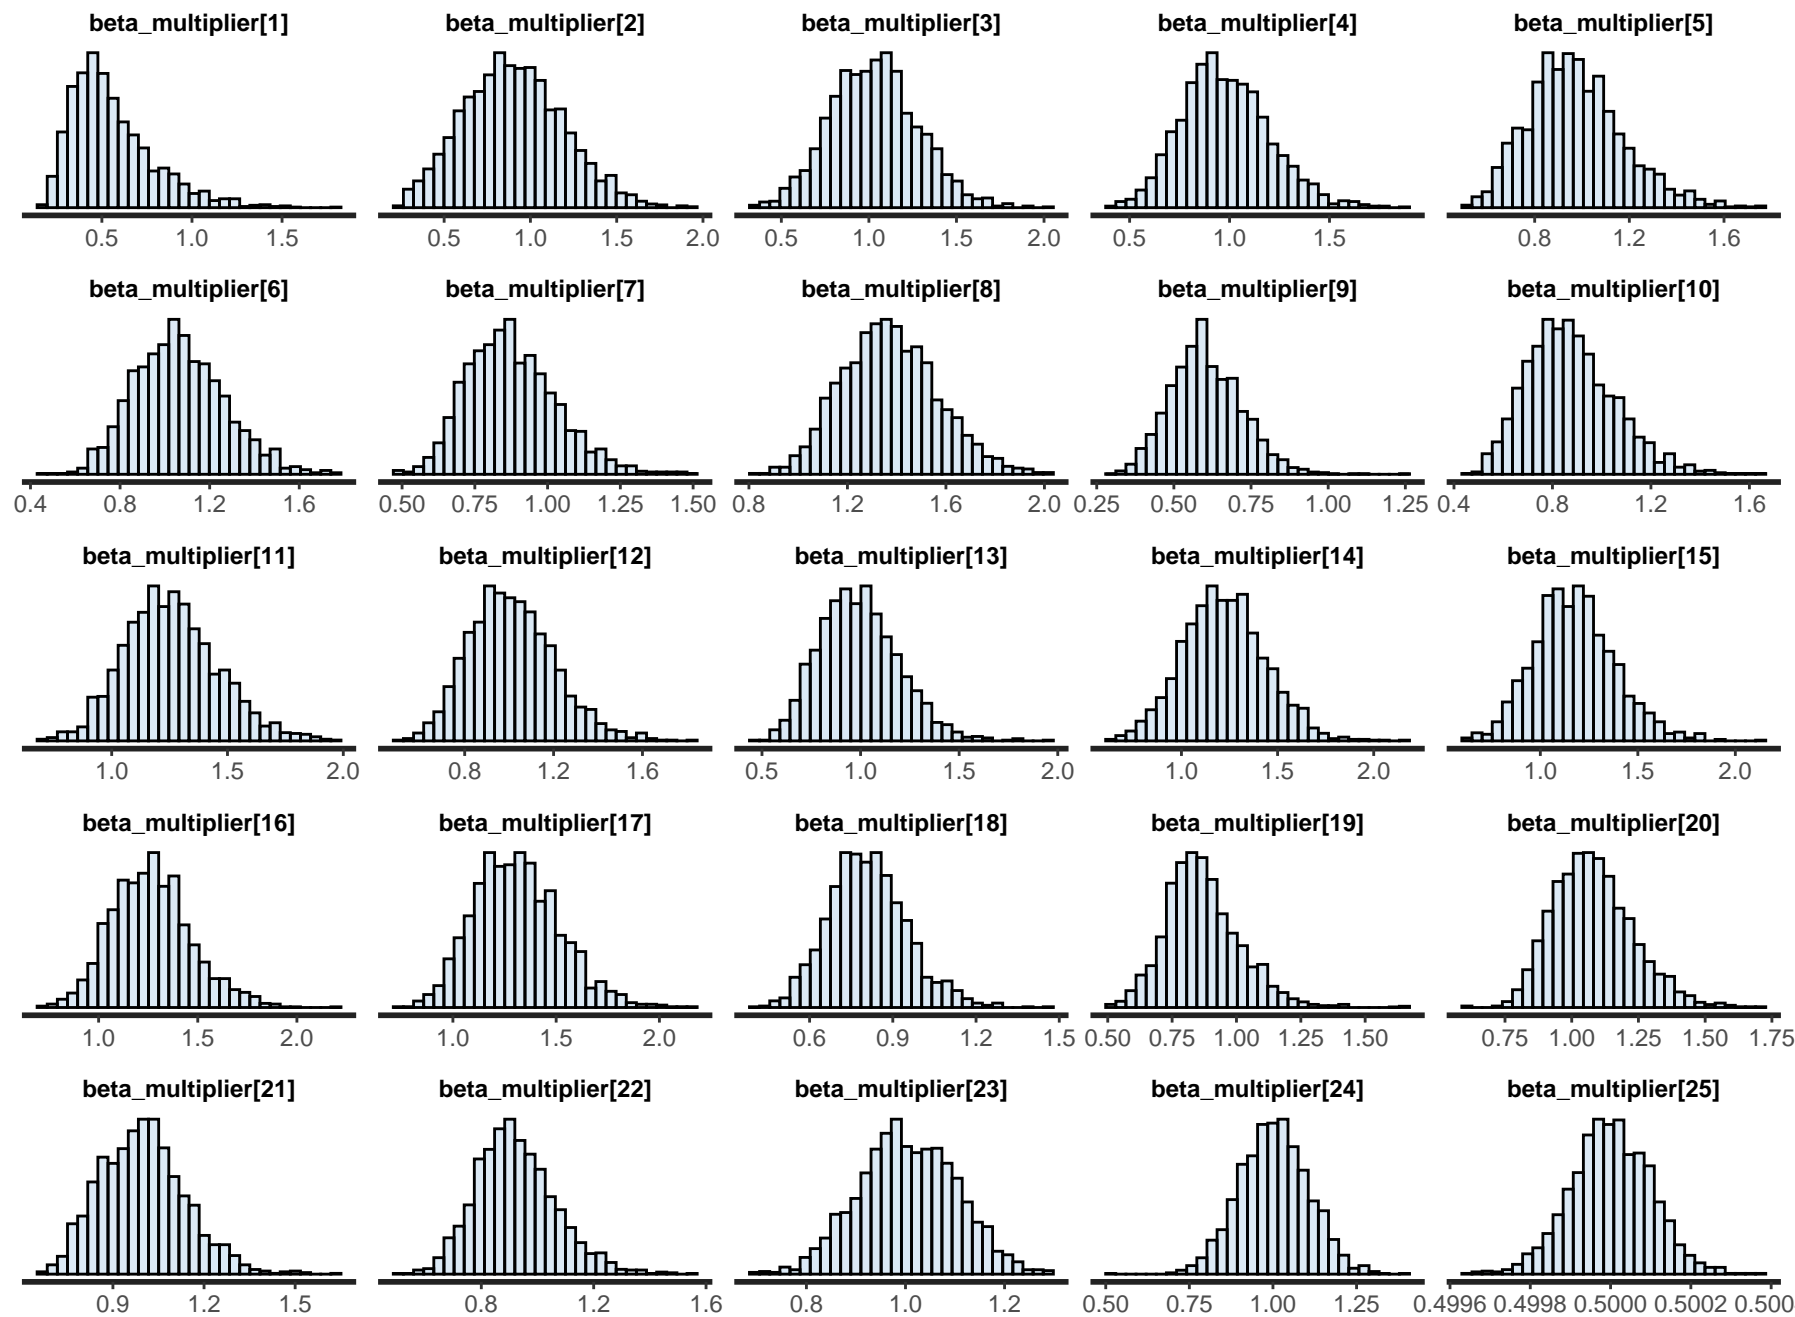 beta_multiplier[1] beta_multiplier[2] beta_multiplier[3] beta_multiplier[4] beta_multiplier[5]
0.5 1.0 1.5 0.5 1.0 1.5 2.0 0.5 1.0 1.5 2.0 0.5 1.0 1.5 0.8 1.2 1.6
beta_multiplier[6] beta_multiplier[7] beta_multiplier[8] beta_multiplier[9] beta_multiplier[10]
0.4 0.8 1.2 1.6 0.50 0.75 1.00 1.25 1.50 0.8 1.2 1.6 2.0 0.25 0.50 0.75 1.00 1.25 0.4 0.8 1.2 1.6
beta_multiplier[11] beta_multiplier[12] beta_multiplier[13] beta_multiplier[14] beta_multiplier[15]
1.0 1.5 2.0 0.8 1.2 1.6 0.5 1.0 1.5 2.0 1.0 1.5 2.0 1.0 1.5 2.0
beta_multiplier[16] beta_multiplier[17] beta_multiplier[18] beta_multiplier[19] beta_multiplier[20]
1.0 1.5 2.0 1.0 1.5 2.0 0.6 0.9 1.2 1.5 0.50 0.75 1.00 1.25 1.50 0.75 1.00 1.25 1.50 1.75
beta_multiplier[21] beta_multiplier[22] beta_multiplier[23] beta_multiplier[24] beta_multiplier[25]
0.9 1.2 1.5 0.8 1.2 1.6 0.8 1.0 1.2 0.50 0.75 1.00 1.25 0.4996 0.4998 0.5000 0.5002 0.500